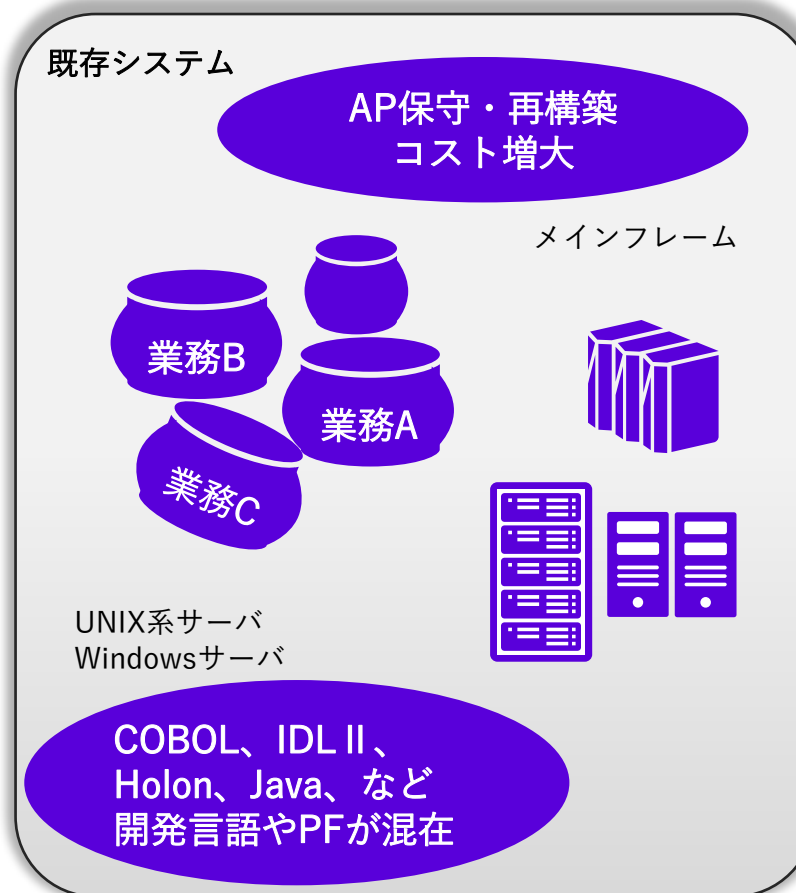 既存システム
AP保守・再構築
コスト増大
メインフレーム
業務B
業務A
業務C
UNIX系サーバ
Windowsサーバ
COBOL、IDLⅡ、
Holon、Java、など
開発言語やPFが混在